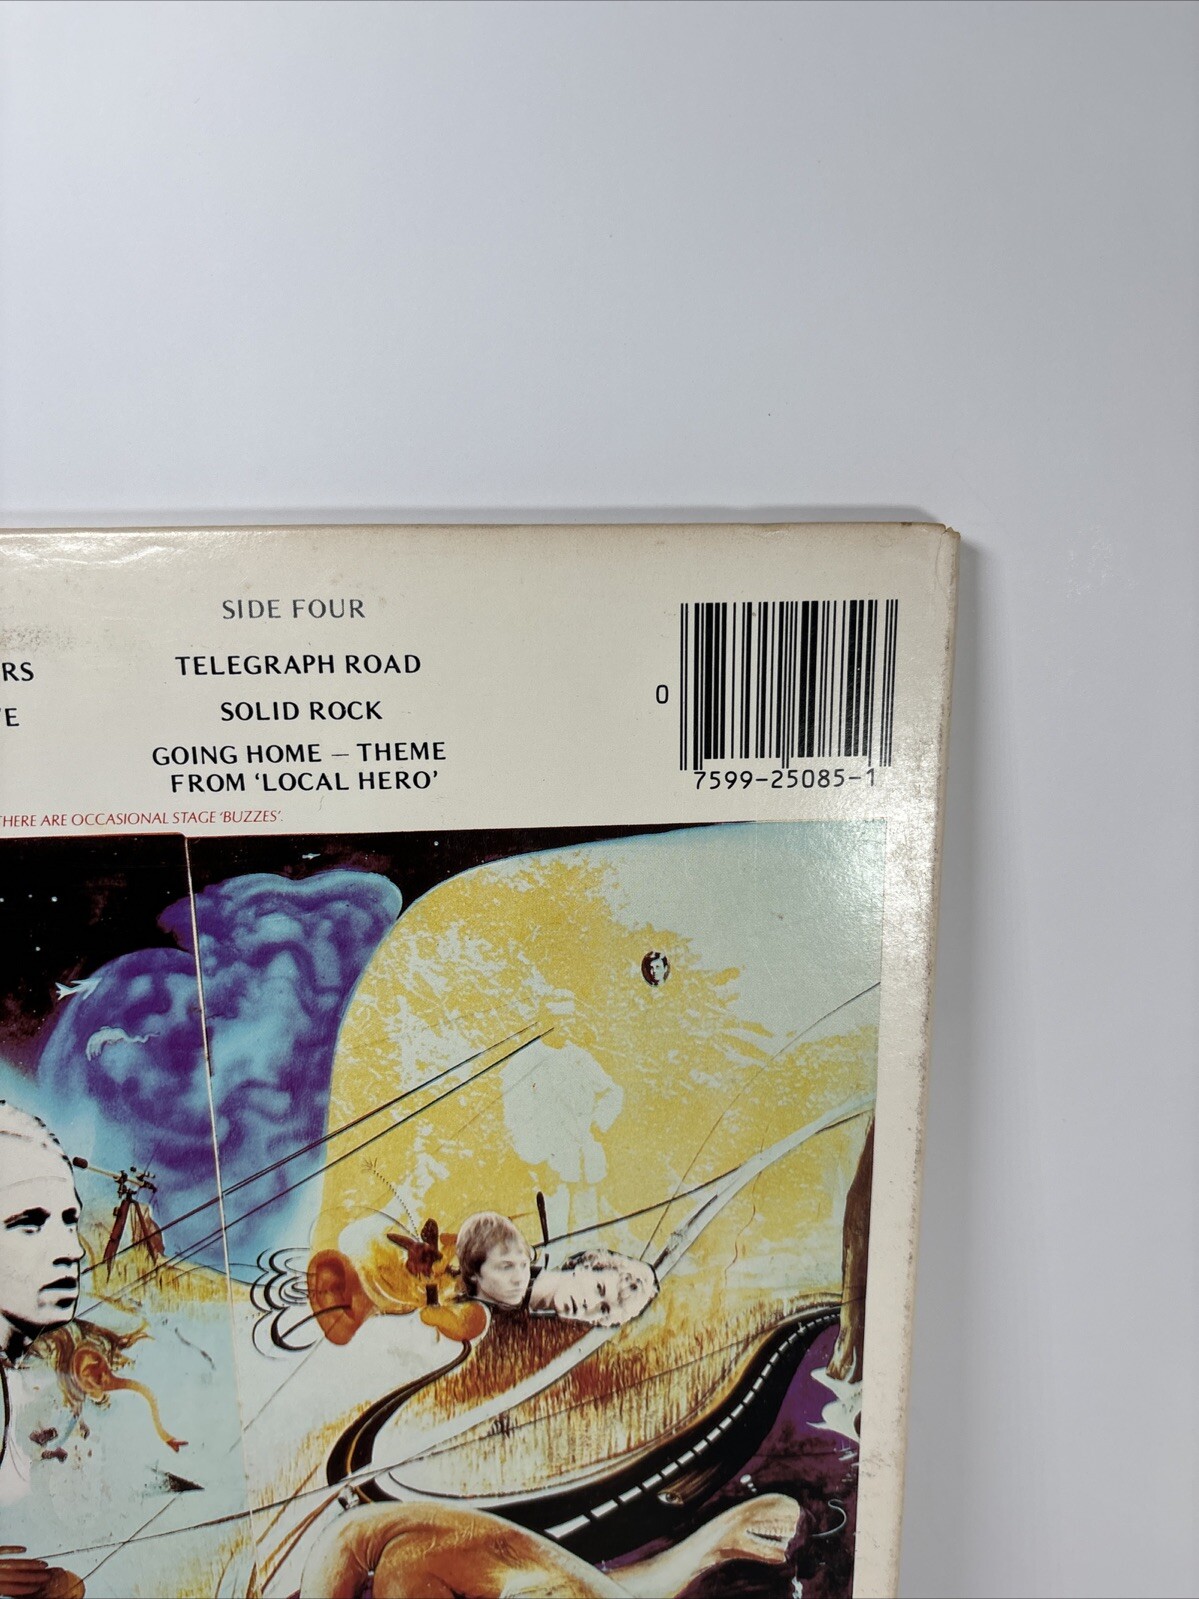 SIDE FOUR
TELEGRAPH ROAD
SOLID ROCK
GOING HOME – THEME
FROM ‘LOCAL HERO’
RS
'E
THERE ARE OCCASIONAL STAGE ‘BUZZES’.
0
7599-25085-1